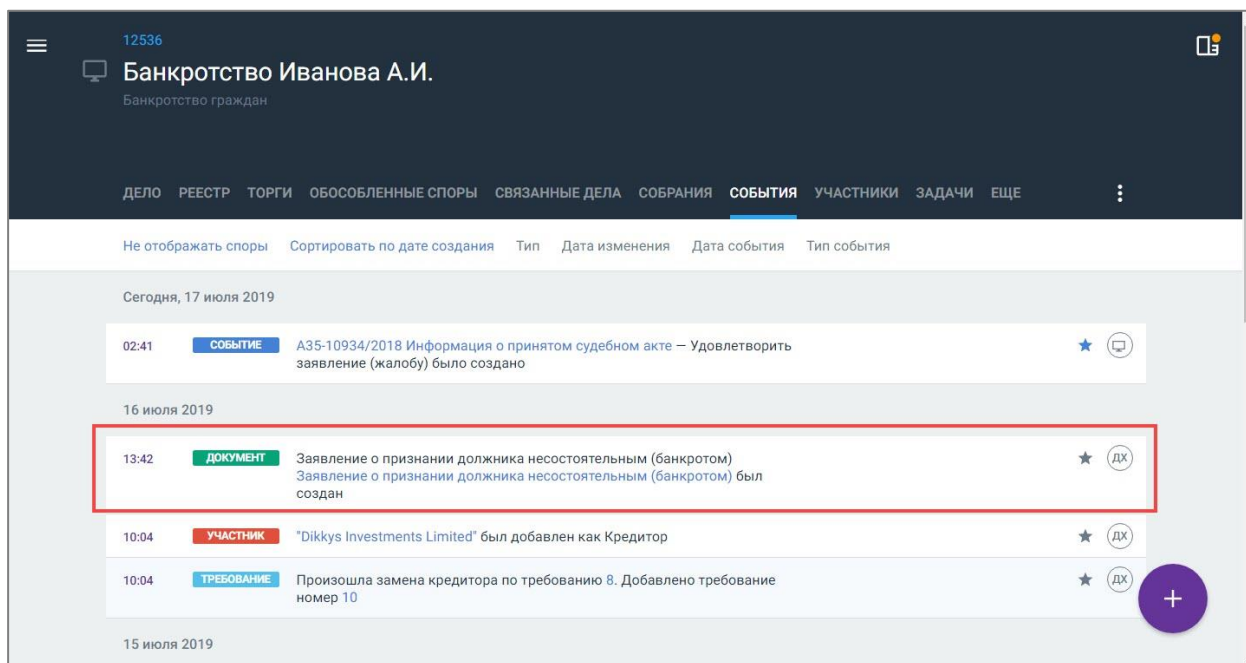 12536
Банкротство Иванова А.И.
Банкротство граждан
ДЕЛО РЕЕСТР ТОРГИ ОБОСОБЛЕННЫЕ СПОРЫ СВЯЗАННЫЕ ДЕЛА СОБРАНИЯ СОБЫТИЯ УЧАСТНИКИ ЗАДАЧИ ЕЩЕ
Не отображать споры Сортировать по дате создания Тип Дата изменения Дата события Тип события
Сегодня, 17 июля 2019
02:41 СОБЫТИЕ А35-10934/2018 Информация о принятом судебном акте — Удовлетворить
заявление (жалобу) было создано
16 июля 2019
13:42 ДОКУМЕНТ Заявление о признании должника несостоятельным (банкротом) ДХ
Заявление о признании должника несостоятельным (банкротом) был
создан
10:04 УЧАСТНИК "Dikkys Investments Limited" был добавлен как Кредитор ДХ
10:04 ТРЕБОВАНИЕ Произошла замена кредитора по требованию 8. Добавлено требование ДХ
номер 10
15 июля 2019